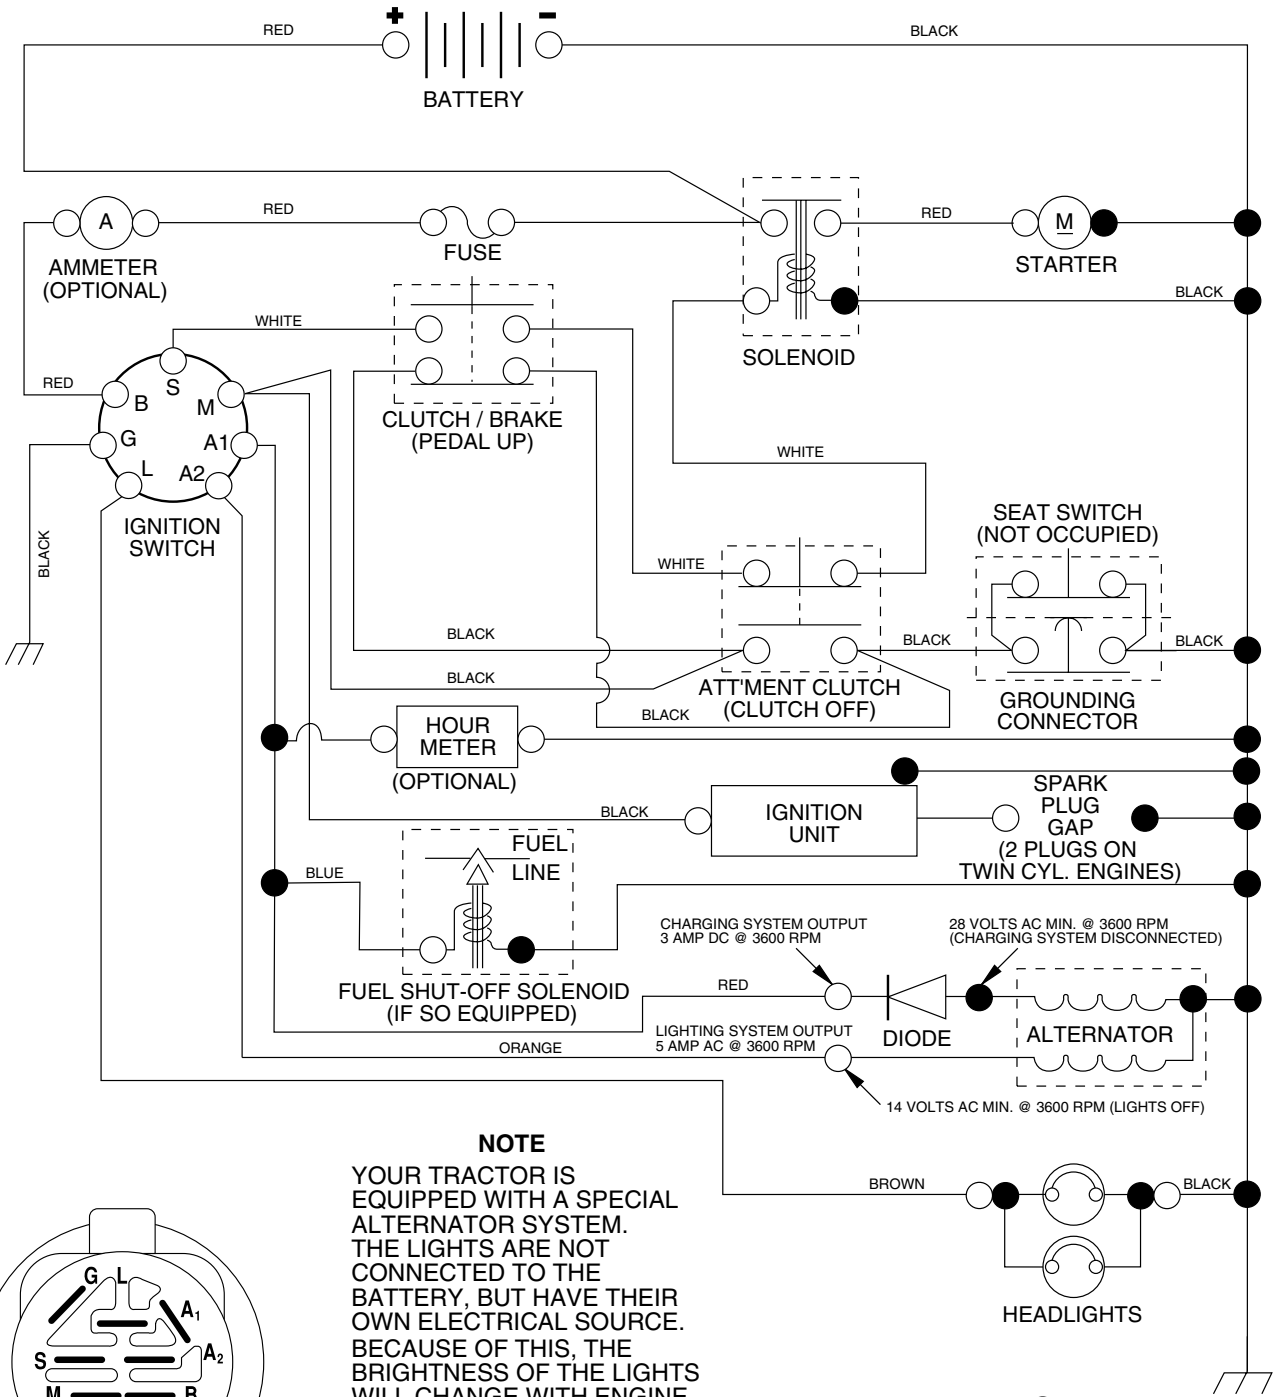 +
-
RED
BLACK
BATTERY
A
RED
FUSE
RED
M
AMMETER
(OPTIONAL)
STARTER
BLACK
WHITE
SOLENOID
RED
B
S
M
G
A1
L
A2
CLUTCH / BRAKE
(PEDAL UP)
WHITE
IGNITION
SWITCH
BLACK
SEAT SWITCH
(NOT OCCUPIED)
WHITE
BLACK
BLACK
BLACK
BLACK
ATT'MENT CLUTCH
(CLUTCH OFF)
BLACK
GROUNDING
CONNECTOR
HOUR
METER
(OPTIONAL)
BLACK
IGNITION
UNIT
SPARK
PLUG
GAP
(2 PLUGS ON
TWIN CYL. ENGINES)
FUEL
LINE
BLUE
FUEL SHUT-OFF SOLENOID
(IF SO EQUIPPED)
CHARGING SYSTEM OUTPUT
3 AMP DC @ 3600 RPM
28 VOLTS AC MIN. @ 3600 RPM
(CHARGING SYSTEM DISCONNECTED)
RED
DIODE
ALTERNATOR
LIGHTING SYSTEM OUTPUT
5 AMP AC @ 3600 RPM
ORANGE
14 VOLTS AC MIN. @ 3600 RPM (LIGHTS OFF)
BROWN
BLACK
HEADLIGHTS
NOTE
YOUR TRACTOR IS
EQUIPPED WITH A SPECIAL
ALTERNATOR SYSTEM.
THE LIGHTS ARE NOT
CONNECTED TO THE
BATTERY, BUT HAVE THEIR
OWN ELECTRICAL SOURCE.
BECAUSE OF THIS, THE
BRIGHTNESS OF THE LIGHTS
WILL CHANGE WITH ENGINE
G
L
A₁
S
A₂
M
B